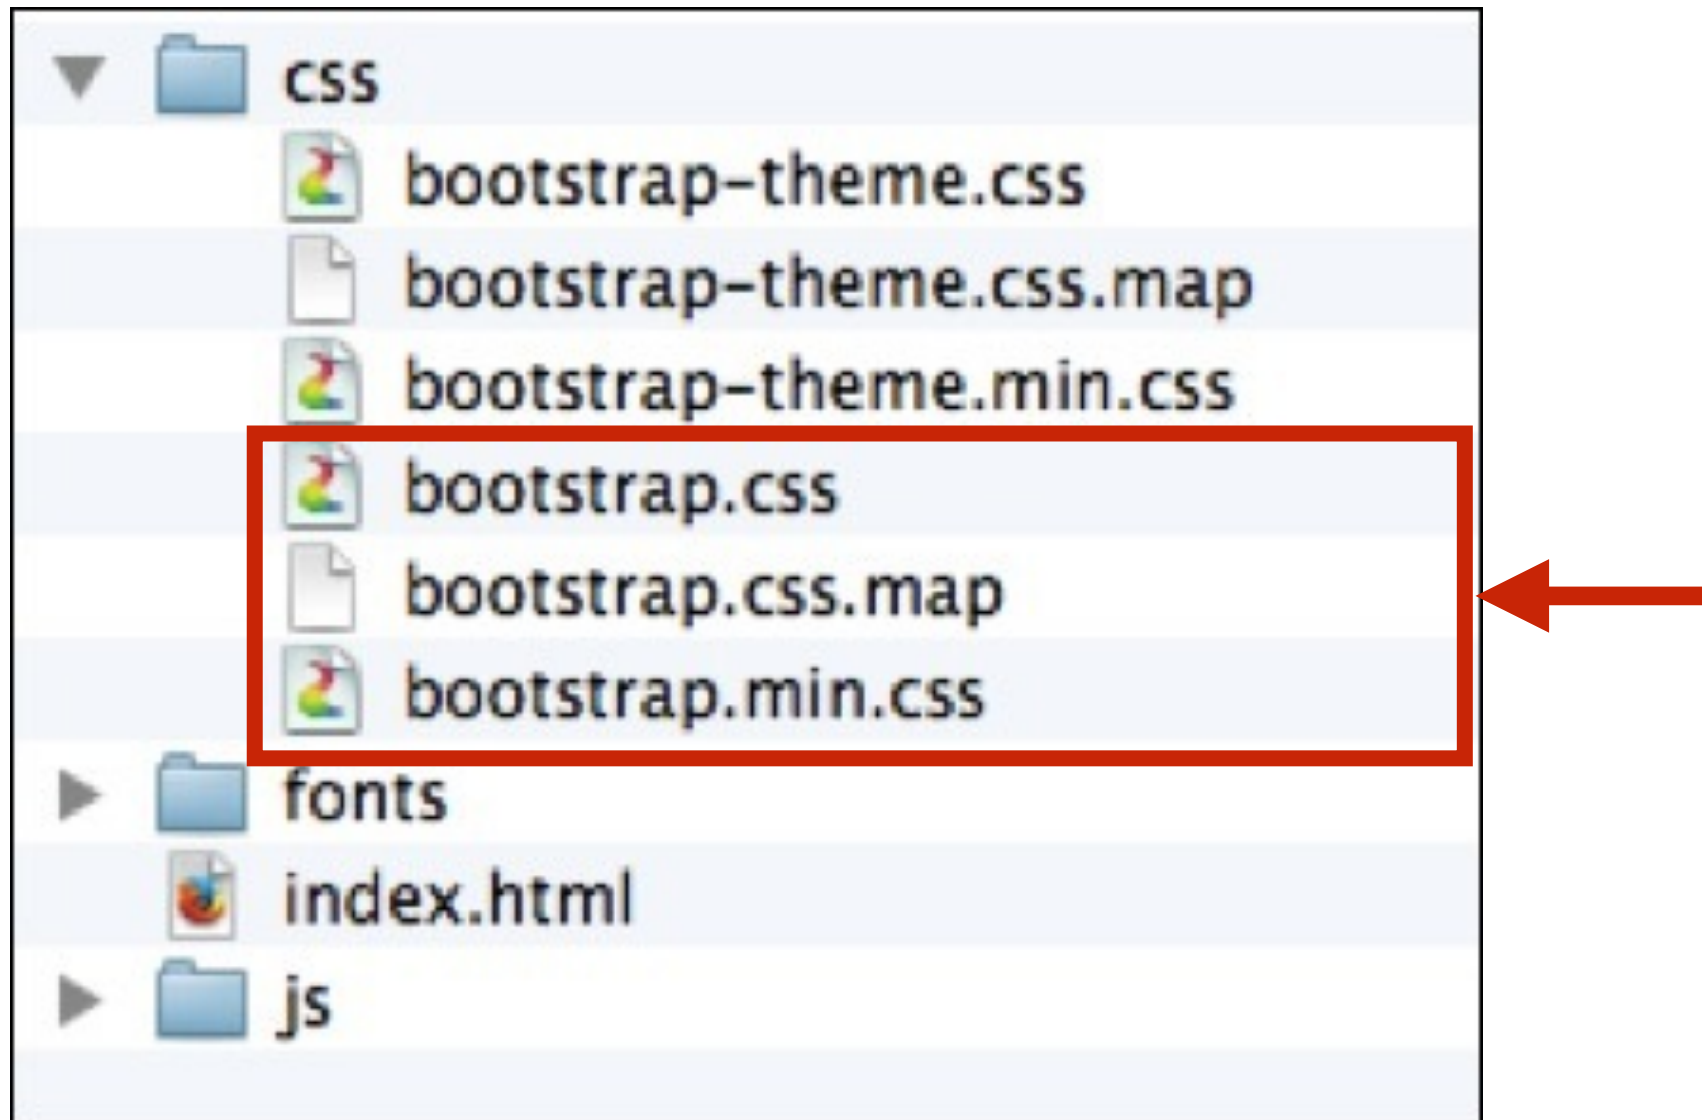 css
bootstrap-theme.css
bootstrap-theme.css.map
bootstrap-theme.min.css
bootstrap.css
bootstrap.css.map
bootstrap.min.css
fonts
index.html
js